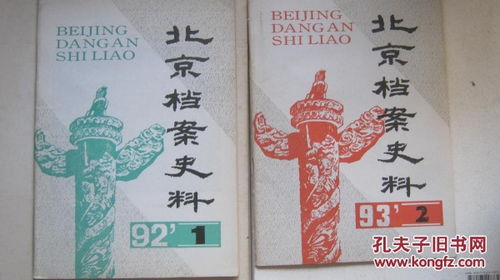 BEIJING
DANGAN
SHI LIAO
北京档案史料
92' 1
BEIJING
DANGAN
SHI LIAO
北京档案史料
93' 2
孔夫子旧书网
www.kongfz.com